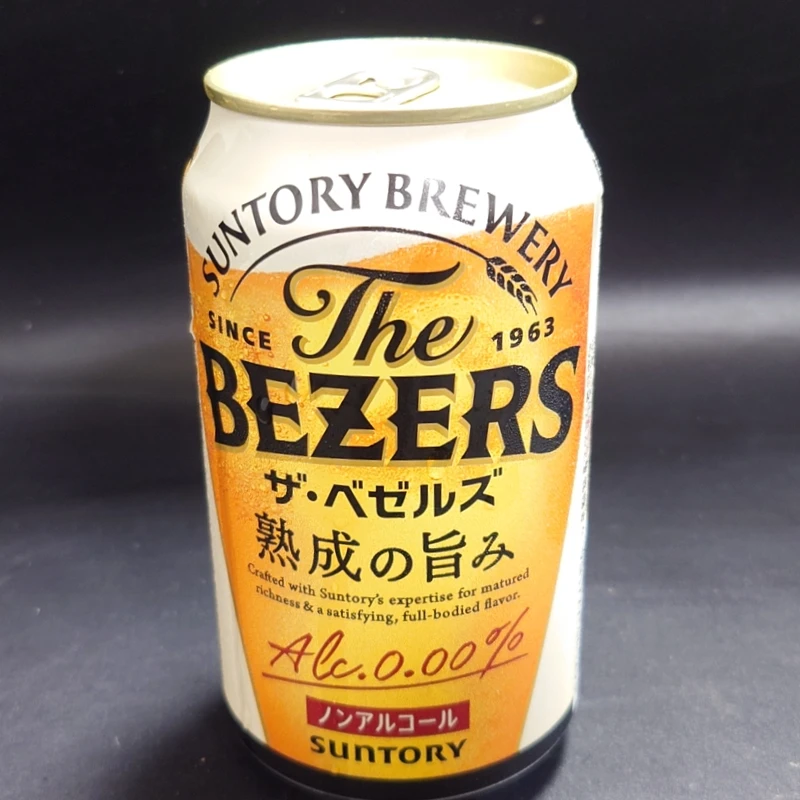 SUNTORY BREWERY
SINCE 1963
The
BEZERS
ザ・ベゼルズ
熟成の旨み
Crafted with Suntory's expertise for matured
richness & a satisfying, full-bodied flavor.
Alc.0.00%
ノンアルコール
SUNTORY